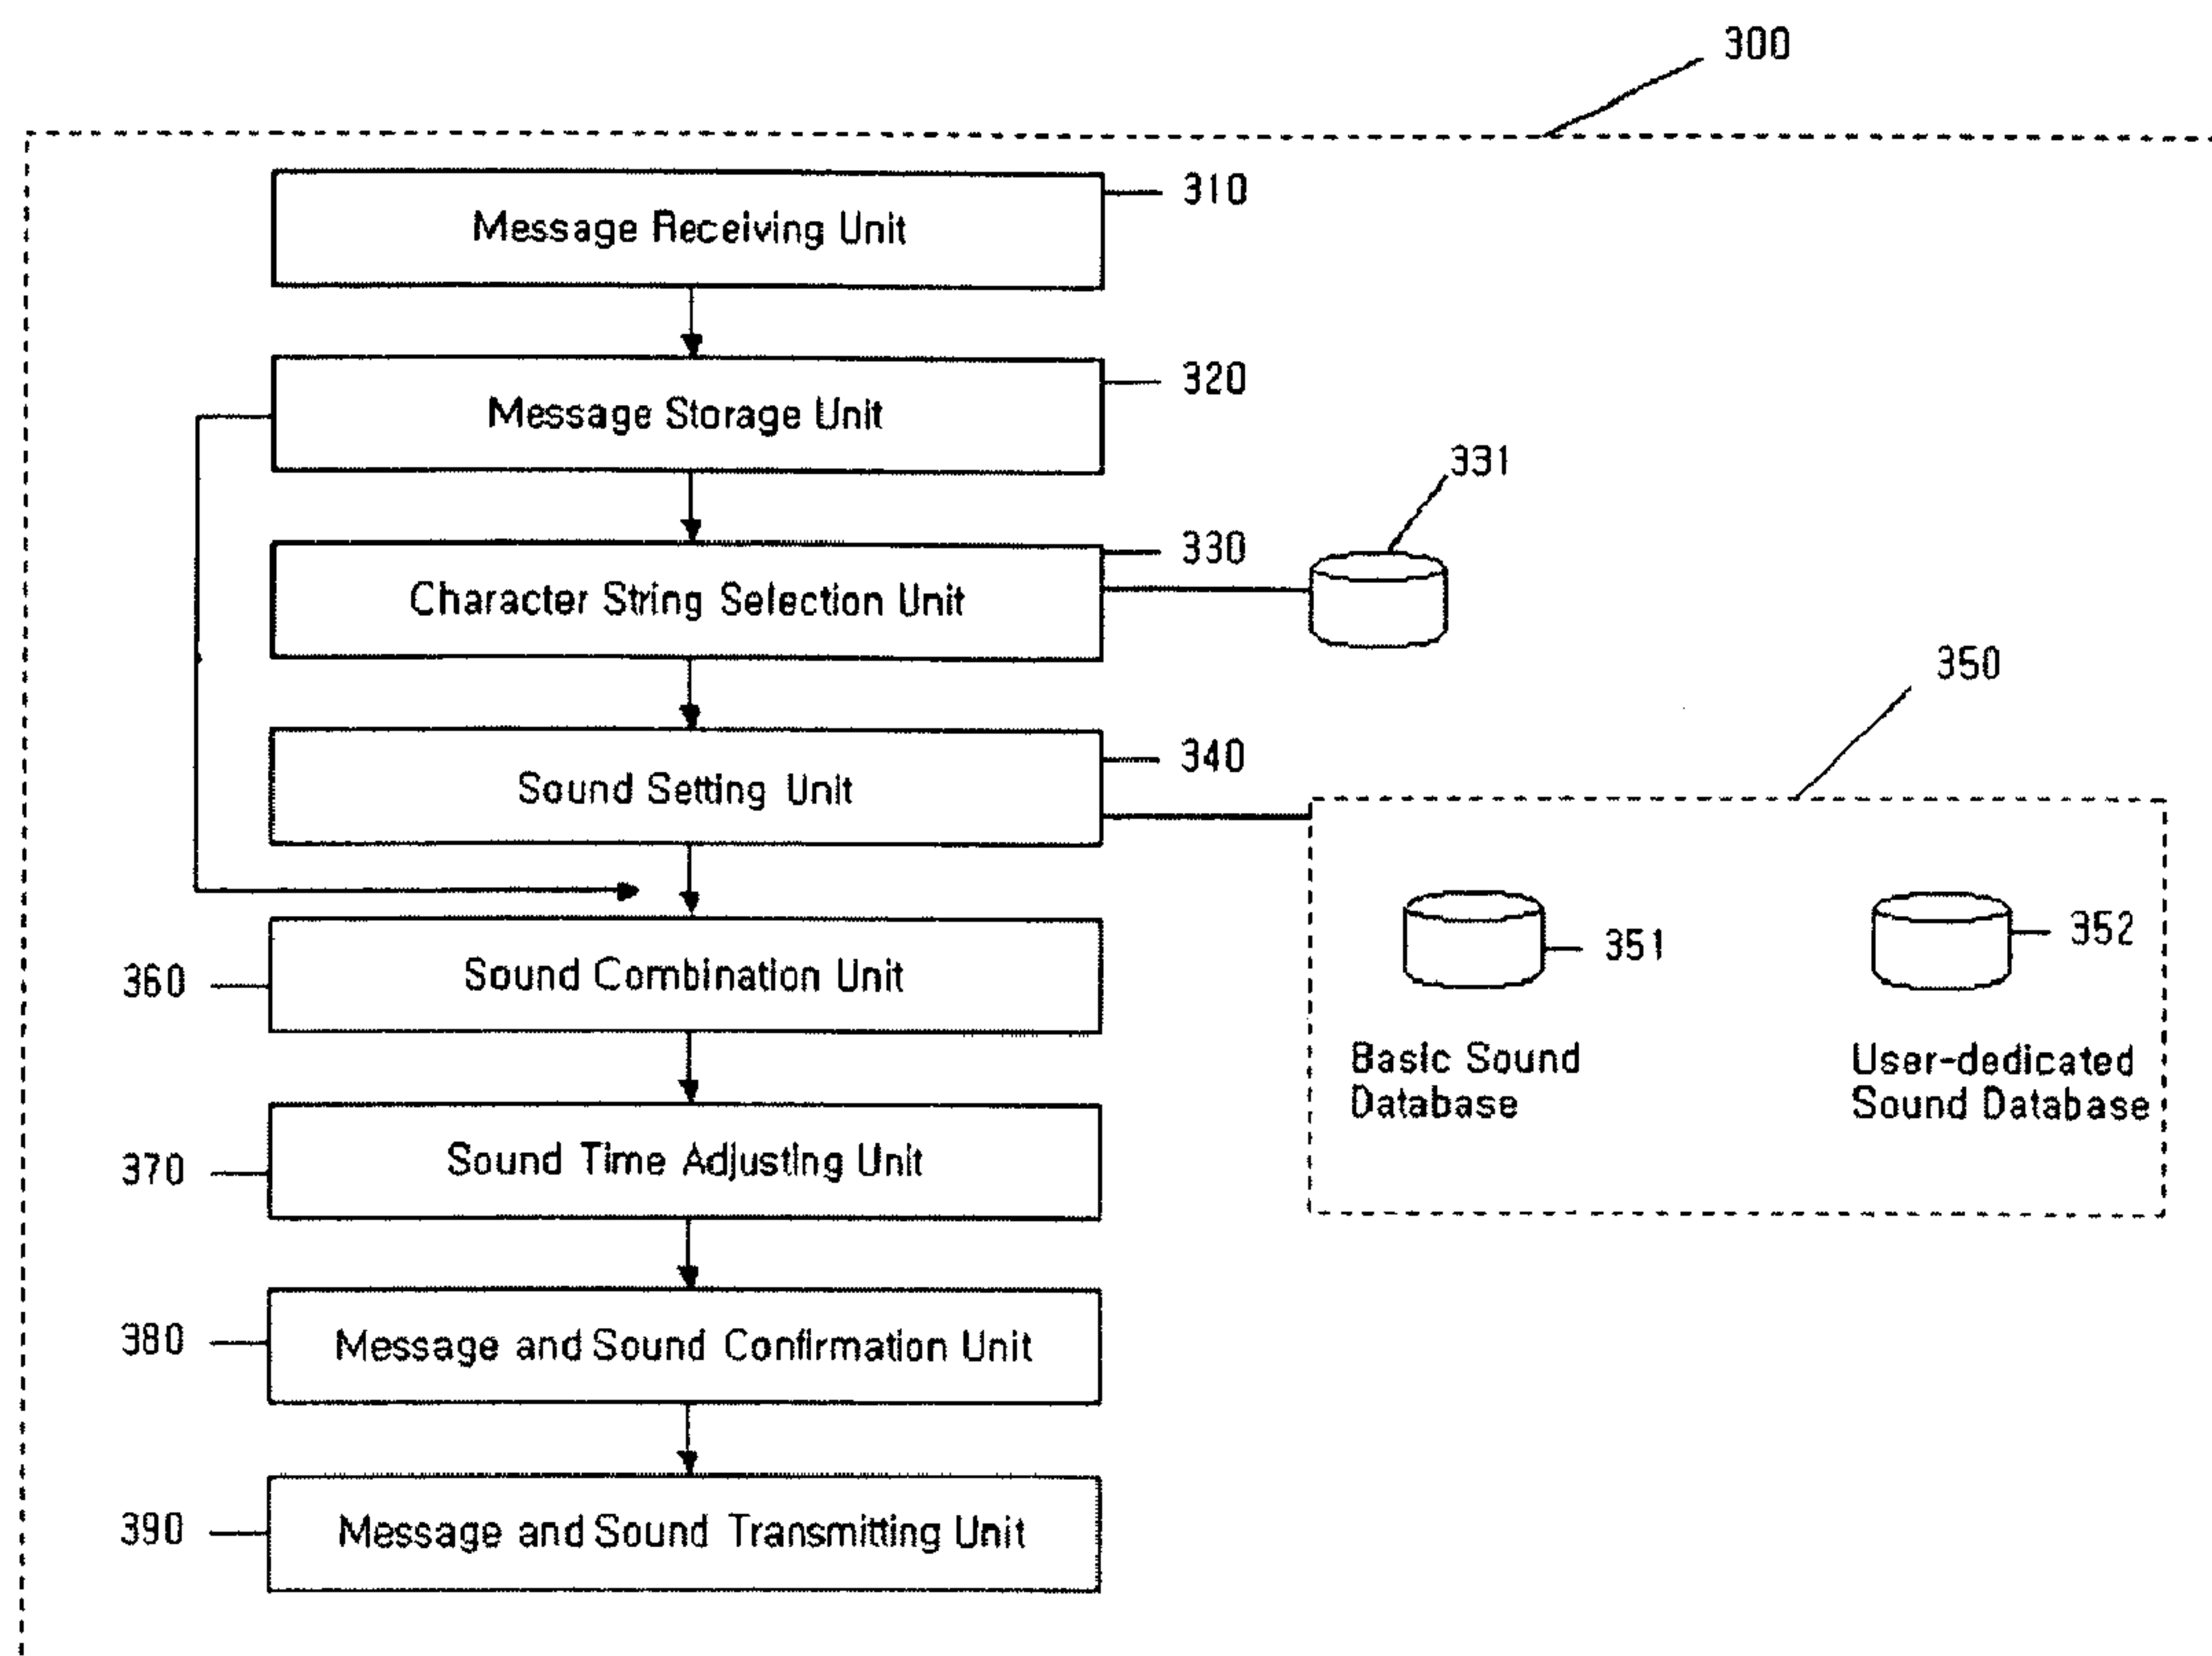 300
Message Receiving Unit
310
Message Storage Unit
320
331
Character String Selection Unit
330
350
Sound Setting Unit
340
360
Sound Combination Unit
351
352
Basic Sound
Database
User-dedicated
Sound Database
370
Sound Time Adjusting Unit
380
Message and Sound Confirmation Unit
390
Message and Sound Transmitting Unit